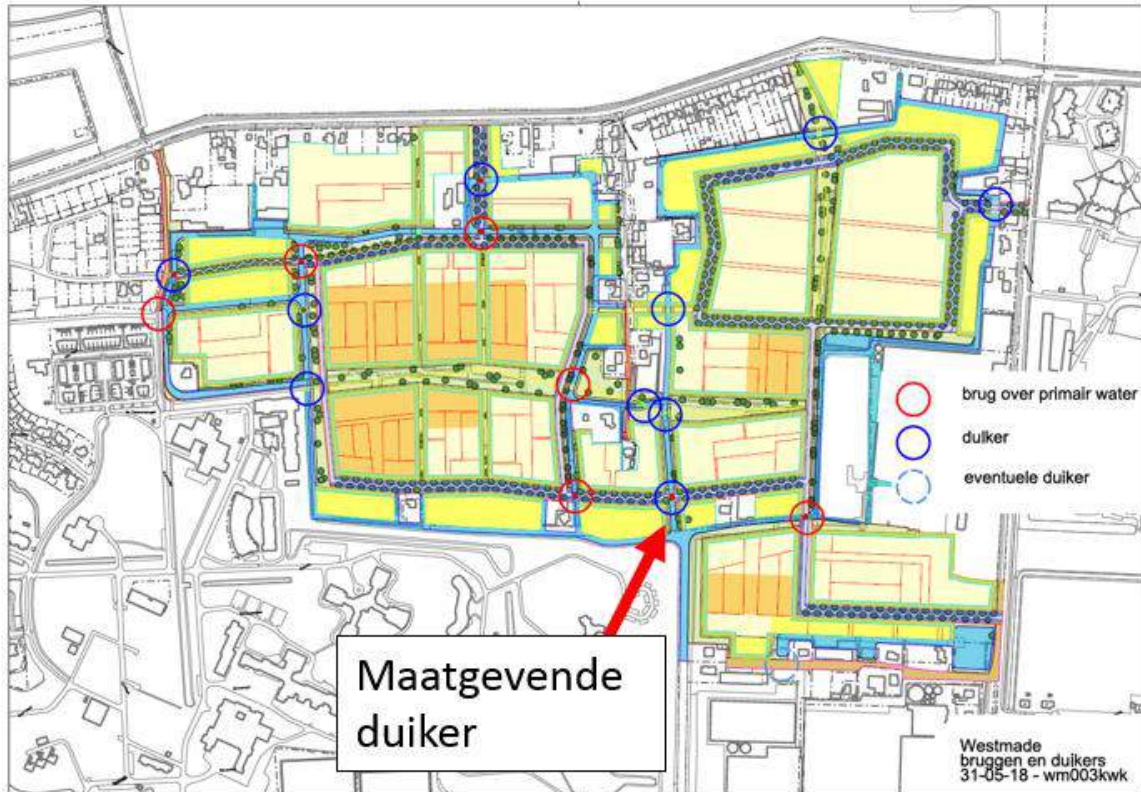 brug over primair water
duiker
eventuele duiker
Maatgevende
duiker
Westmade
bruggen en duikers
31-05-18 - wm003kwk